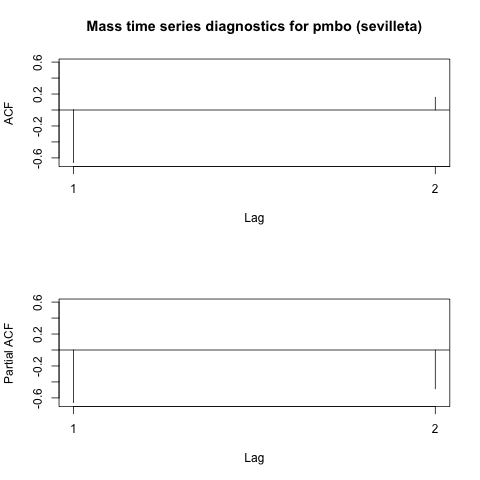 Mass time series diagnostics for pmbo (sevilleta)
ACF
0.6
0.2
-0.2
-0.6
1 2
Lag
Partial ACF
0.6
0.2
-0.2
-0.6
1 2
Lag